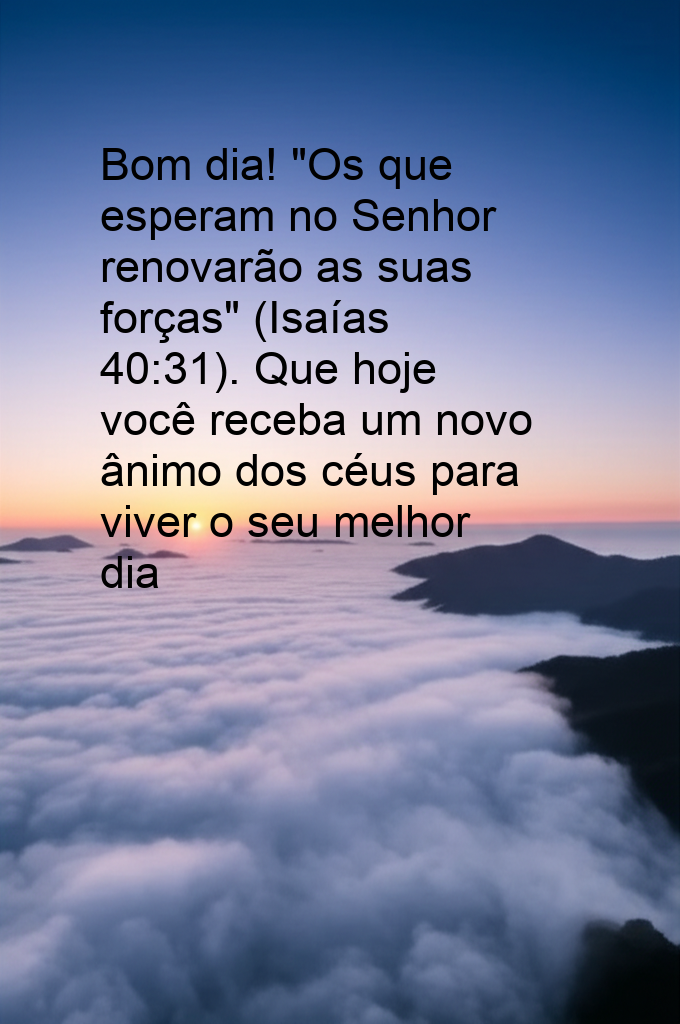 Bom dia! "Os que
esperam no Senhor
renovarão as suas
forças" (Isaías
40:31). Que hoje
você receba um novo
ânimo dos céus para
viver o seu melhor
dia